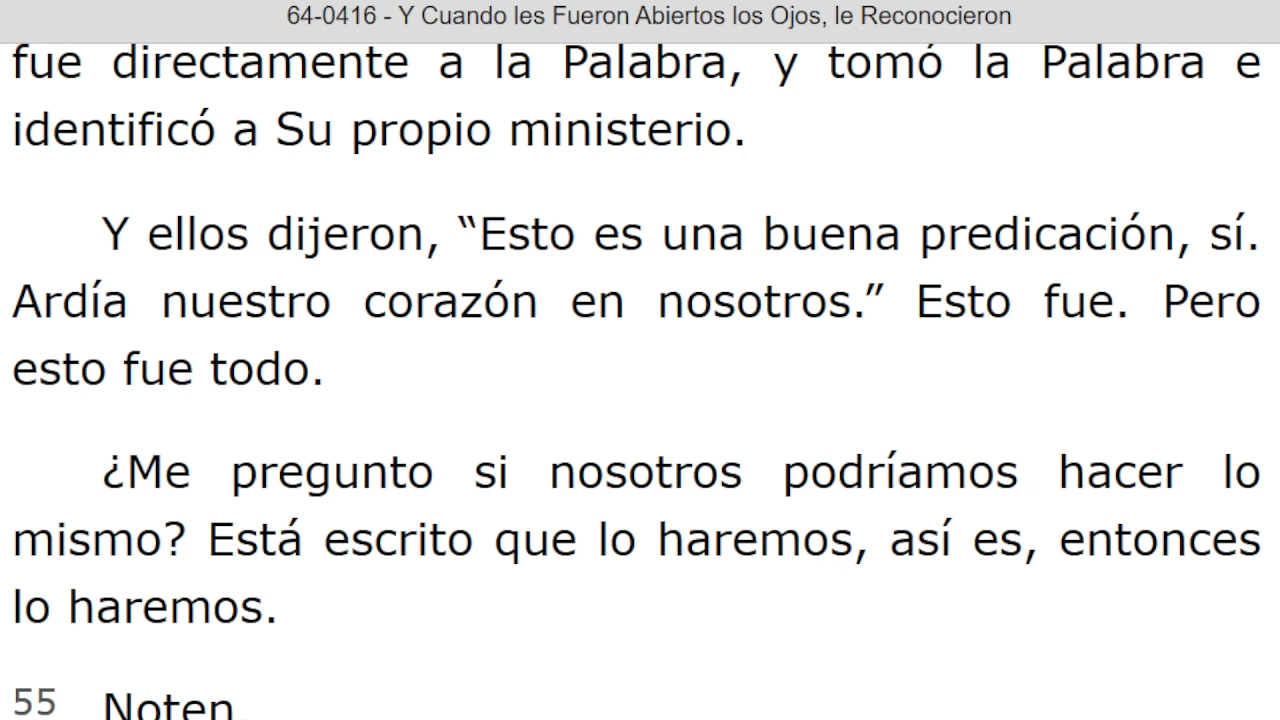 64-0416 - Y Cuando les Fueron Abiertos los Ojos, le Reconocieron
fue directamente a la Palabra, y tomó la Palabra e
identificó a Su propio ministerio.
Y ellos dijeron, “Esto es una buena predicación, sí.
Ardía nuestro corazón en nosotros.” Esto fue. Pero
esto fue todo.
¿Me pregunto si nosotros podríamos hacer lo
mismo? Está escrito que lo haremos, así es, entonces
lo haremos.
55 Noten.